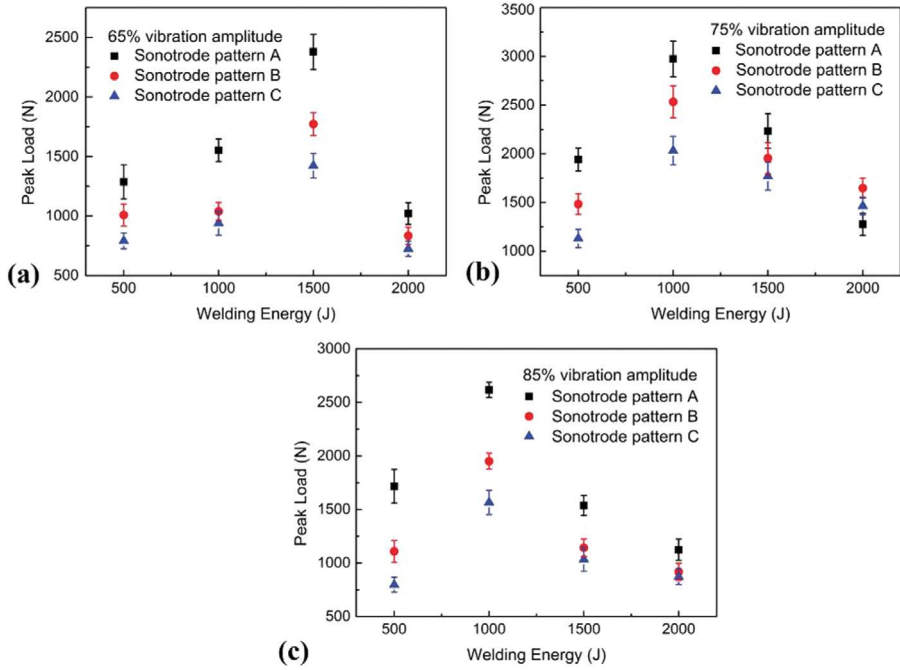 65% vibration amplitude
Sonotrode pattern A
Sonotrode pattern B
Sonotrode pattern C
2500
2000
1500
1000
500
Peak Load (N)
500 1000 1500 2000
Welding Energy (J)
(a)
75% vibration amplitude
Sonotrode pattern A
Sonotrode pattern B
Sonotrode pattern C
3500
3000
2500
2000
1500
1000
Peak Load (N)
500 1000 1500 2000
Welding Energy (J)
(b)
85% vibration amplitude
Sonotrode pattern A
Sonotrode pattern B
Sonotrode pattern C
3000
2500
2000
1500
1000
500
Peak Load (N)
500 1000 1500 2000
Welding Energy (J)
(c)